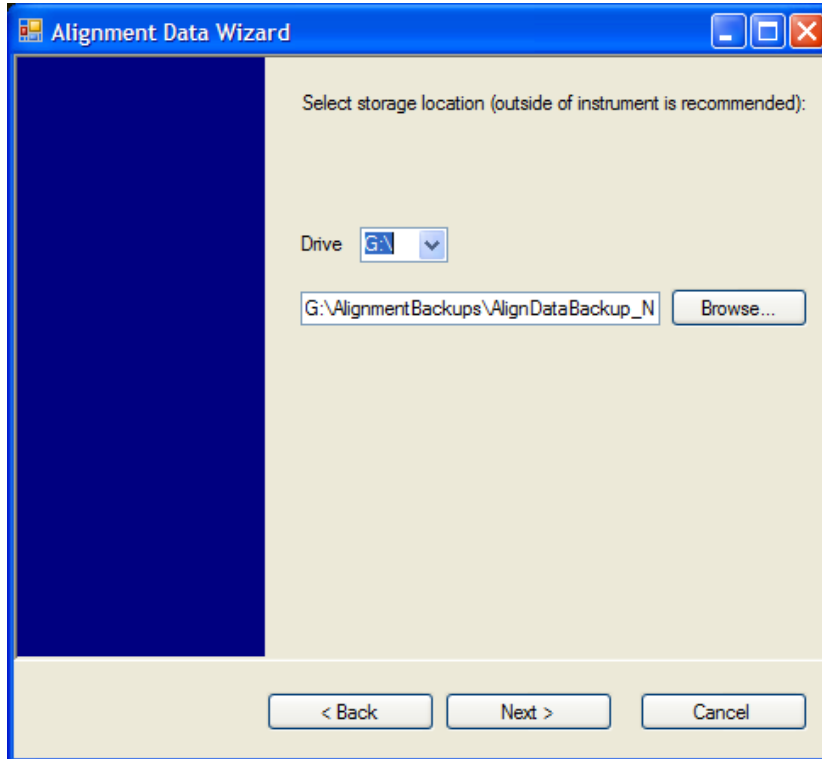 Alignment Data Wizard
Select storage location (outside of instrument is recommended):
Drive G:\
G:\AlignmentBackups\AlignDataBackup_N Browse...
< Back Next > Cancel